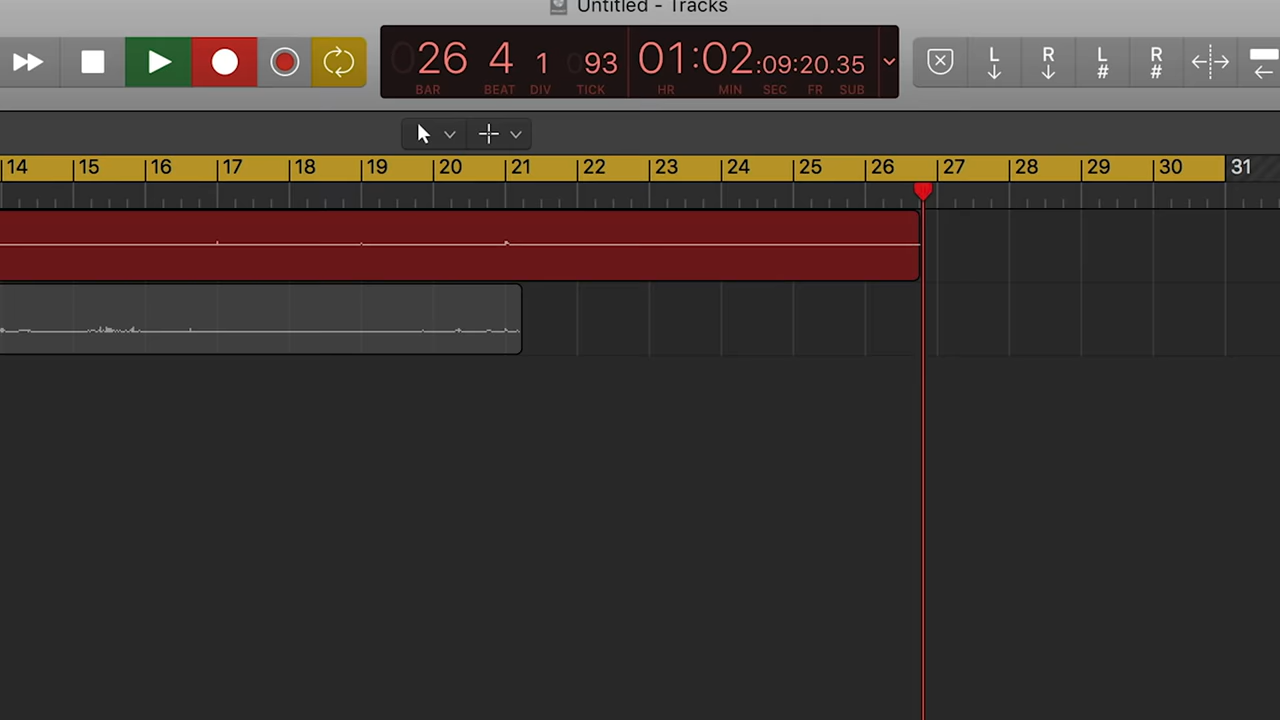 Untitled - Tracks
26 4 1 93 01:02:09:20.35
BAR BEAT DIV TICK HR MIN SEC FR SUB
L R L # R #
14 15 16 17 18 19 20 21 22 23 24 25 26 27 28 29 30 31